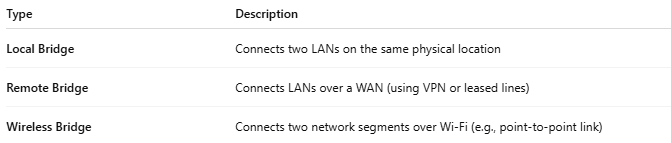 Type Description
Local Bridge Connects two LANs on the same physical location
Remote Bridge Connects LANs over a WAN (using VPN or leased lines)
Wireless Bridge Connects two network segments over Wi-Fi (e.g., point-to-point link)